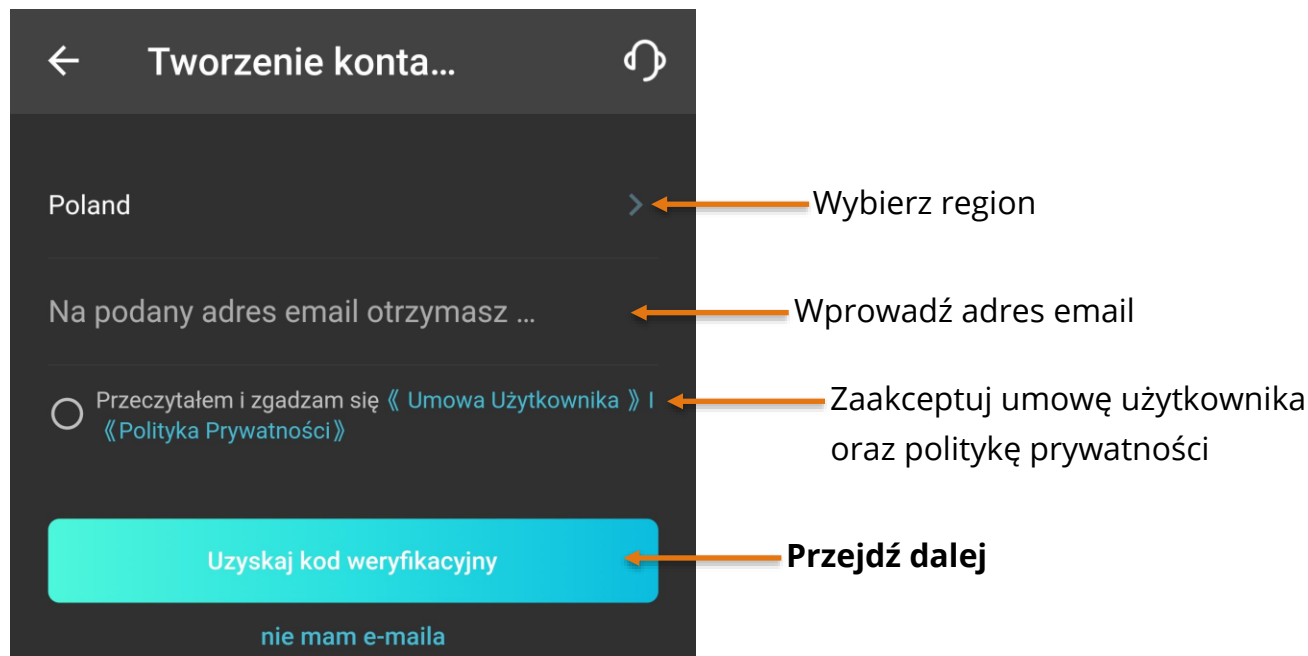 Tworzenie konta...
Poland
Wybierz region
Na podany adres email otrzymasz ...
Wprowadź adres email
Przeczytałem i zgadzam się《 Umowa Użytkownika 》I
《Polityka Prywatności》
Zaakceptuj umowę użytkownika
oraz politykę prywatności
Uzyskaj kod weryfikacyjny
Przejdź dalej
nie mam e-maila